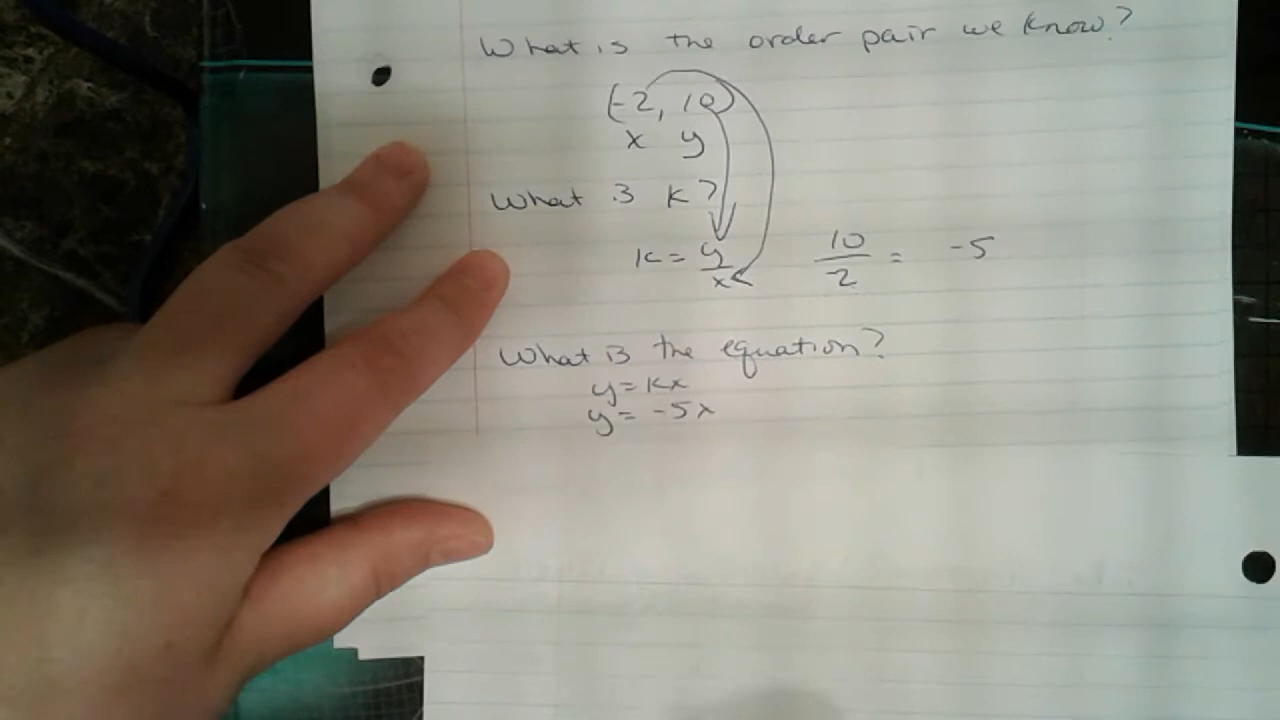 What is the order pair we know?
(-2, 10)
x y
What is k?
k = y/x 10/2 = -5
What is the equation?
y = kx
y = -5x